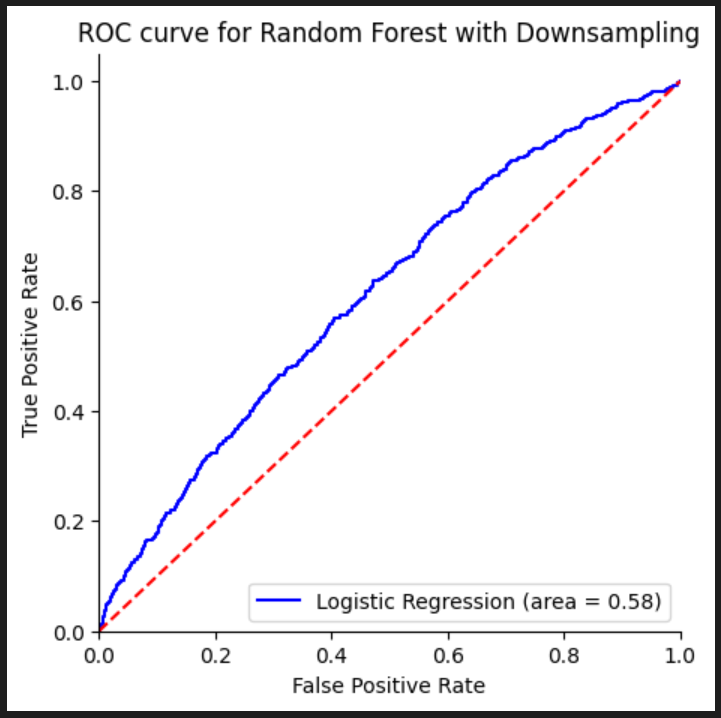 ROC curve for Random Forest with Downsampling
1.0
0.8
0.6
0.4
0.2
0.0
True Positive Rate
Logistic Regression (area = 0.58)
0.0 0.2 0.4 0.6 0.8 1.0
False Positive Rate